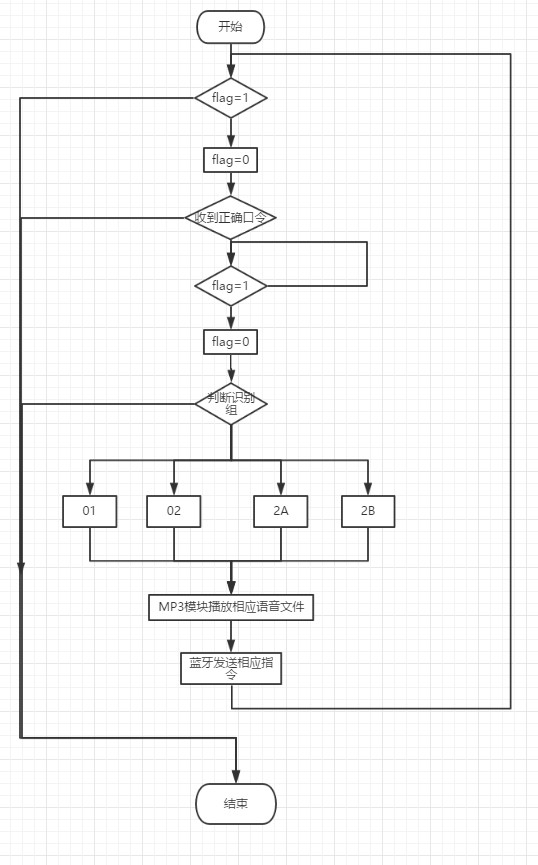 开始
flag=1
flag=0
收到正确口令
flag=1
flag=0
判断识别
组
01
02
2A
2B
MP3模块播放相应语音文件
蓝牙发送相应指
令
结束